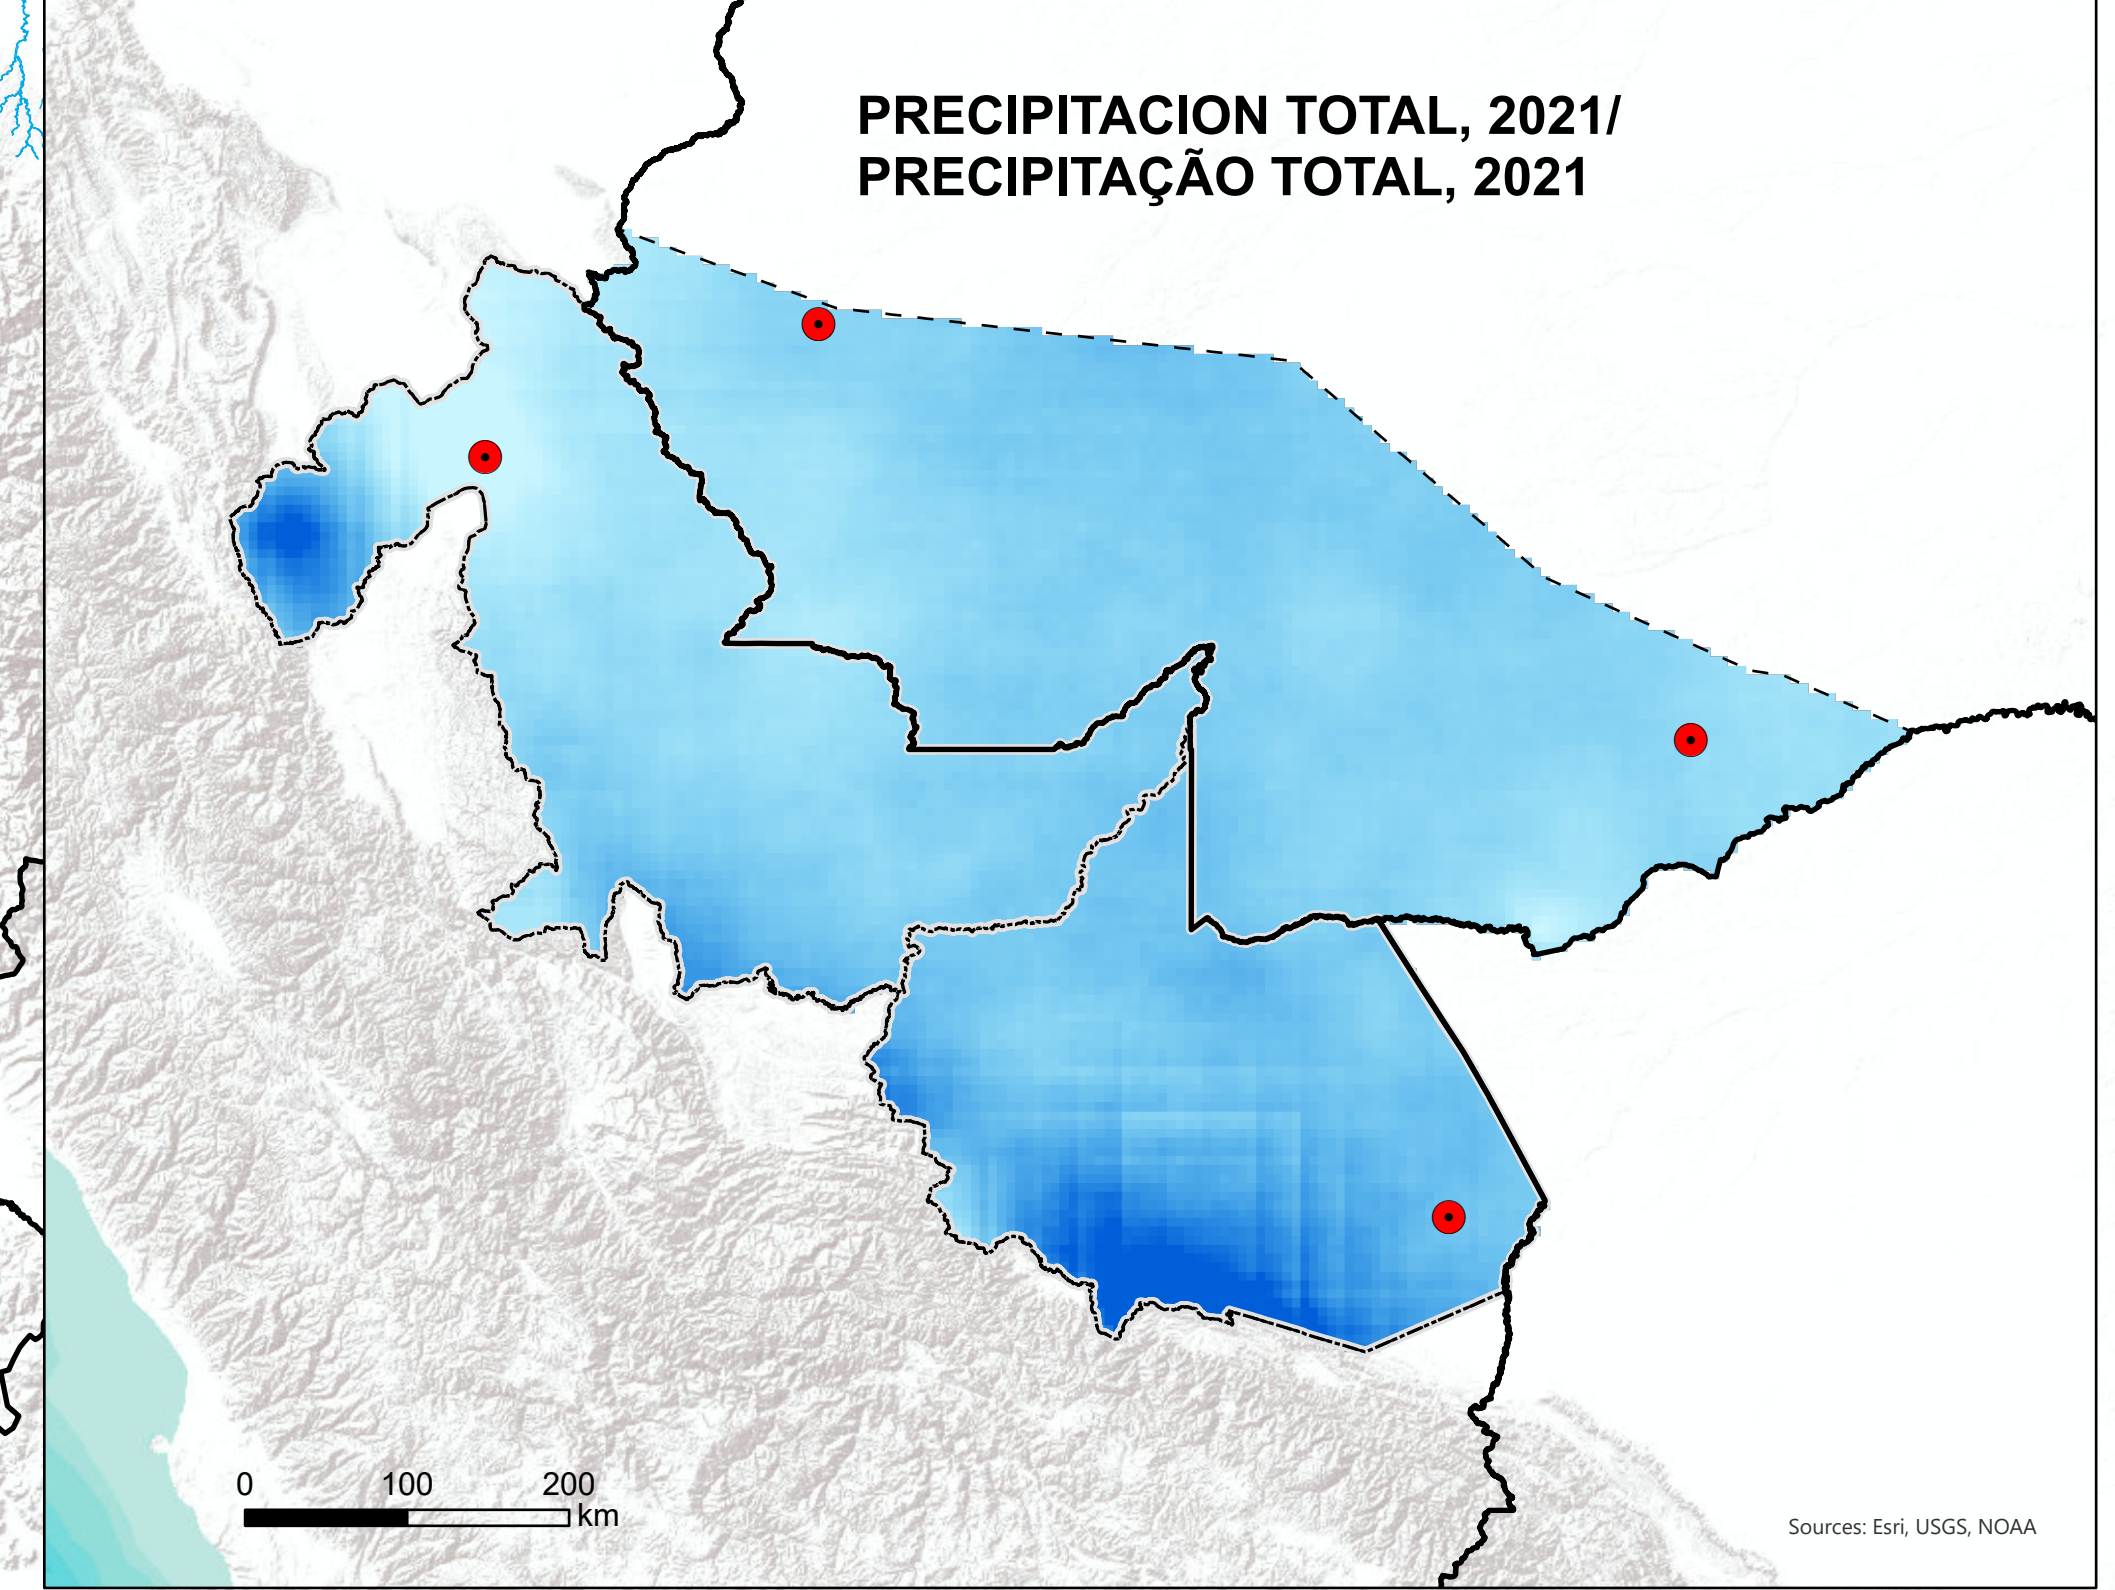 PRECIPITACION TOTAL, 2021/
PRECIPITAÇÃO TOTAL, 2021
0 100 200
km
Sources: Esri, USGS, NOAA